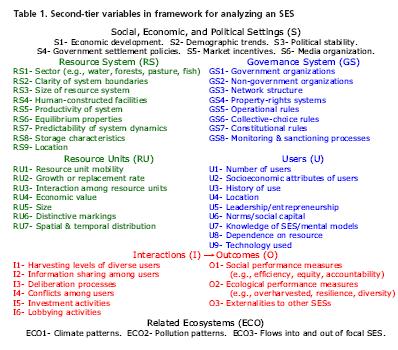 Table 1. Second-tier variables in framework for analyzing an SES
Social, Economic, and Political Settings (S)
S1- Economic development. S2- Demographic trends. S3- Political stability.
S4- Government settlement policies. S5- Market incentives. S6- Media organization.
Resource System (RS)
RS1- Sector (e.g., water, forests, pasture, fish)
RS2- Clarity of system boundaries
RS3- Size of resource system
RS4- Human-constructed facilities
RS5- Productivity of system
RS6- Equilibrium properties
RS7- Predictability of system dynamics
RS8- Storage characteristics
RS9- Location
Governance System (GS)
GS1- Government organizations
GS2- Non-government organizations
GS3- Network structure
GS4- Property-rights systems
GS5- Operational rules
GS6- Collective-choice rules
GS7- Constitutional rules
GS8- Monitoring & sanctioning processes
Resource Units (RU)
RU1- Resource unit mobility
RU2- Growth or replacement rate
RU3- Interaction among resource units
RU4- Economic value
RU5- Size
RU6- Distinctive markings
RU7- Spatial & temporal distribution
Users (U)
U1- Number of users
U2- Socioeconomic attributes of users
U3- History of use
U4- Location
U5- Leadership/entrepreneurship
U6- Norms/social capital
U7- Knowledge of SES/mental models
U8- Dependence on resource
U9- Technology used
Interactions (I) → Outcomes (O)
I1- Harvesting levels of diverse users
I2- Information sharing among users
I3- Deliberation processes
I4- Conflicts among users
I5- Investment activities
I6- Lobbying activities
O1- Social performance measures
(e.g., efficiency, equity, accountability)
O2- Ecological performance measures
(e.g., overharvested, resilience, diversity)
O3- Externalities to other SESs
Related Ecosystems (ECO)
ECO1- Climate patterns. ECO2- Pollution patterns. ECO3- Flows into and out of focal SES.